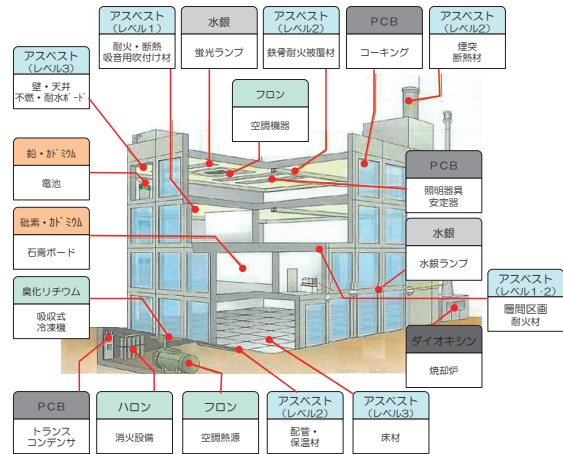 アスベスト
(レベル1)
耐火・断熱
吸音用吹付け材
水銀
蛍光ランプ
アスベスト
(レベル2)
鉄骨耐火被覆材
PCB
コーキング
アスベスト
(レベル2)
煙突
断熱材
アスベスト
(レベル3)
壁・天井
不燃・耐水ボード
フロン
空調機器
鉛・カドミウム
電池
PCB
照明器具
安定器
砒素・カドミウム
石膏ボード
水銀
水銀ランプ
アスベスト
(レベル1・2)
層間区画
耐火材
臭化リチウム
吸収式
冷凍機
ダイオキシン
焼却炉
PCB
トランス
コンデンサ
ハロン
消火設備
フロン
空調熱源
アスベスト
(レベル2)
配管・
保温材
アスベスト
(レベル3)
床材